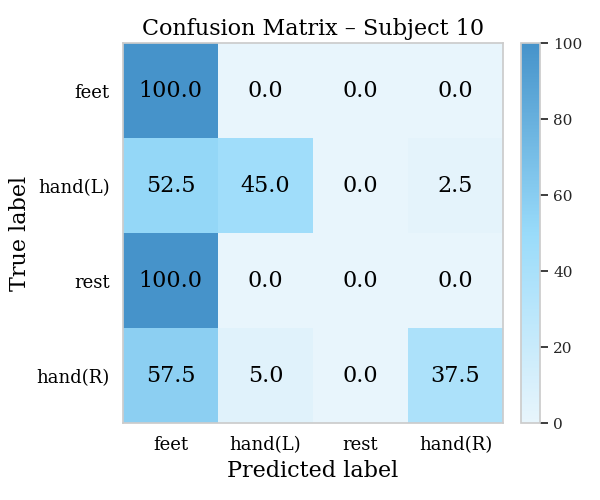 Confusion Matrix – Subject 10
True label
feet 100.0 0.0 0.0 0.0
hand(L) 52.5 45.0 0.0 2.5
rest 100.0 0.0 0.0 0.0
hand(R) 57.5 5.0 0.0 37.5
feet hand(L) rest hand(R)
Predicted label
100
80
60
40
20
0